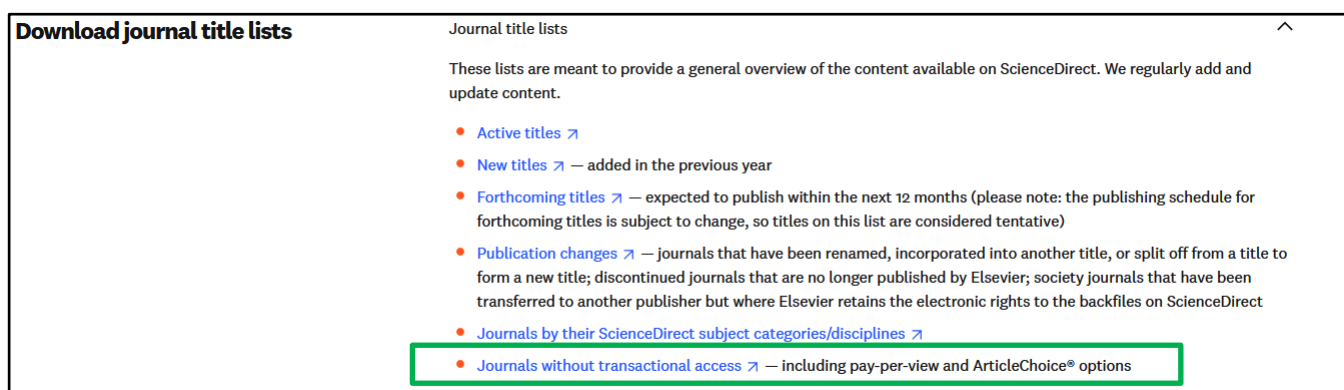 Download journal title lists
Journal title lists
These lists are meant to provide a general overview of the content available on ScienceDirect. We regularly add and
update content.
• Active titles ↗
• New titles ↗ — added in the previous year
• Forthcoming titles ↗ — expected to publish within the next 12 months (please note: the publishing schedule for
forthcoming titles is subject to change, so titles on this list are considered tentative)
• Publication changes ↗ — journals that have been renamed, incorporated into another title, or split off from a title to
form a new title; discontinued journals that are no longer published by Elsevier; society journals that have been
transferred to another publisher but where Elsevier retains the electronic rights to the backfiles on ScienceDirect
• Journals by their ScienceDirect subject categories/disciplines ↗
• Journals without transactional access ↗ — including pay-per-view and ArticleChoice® options